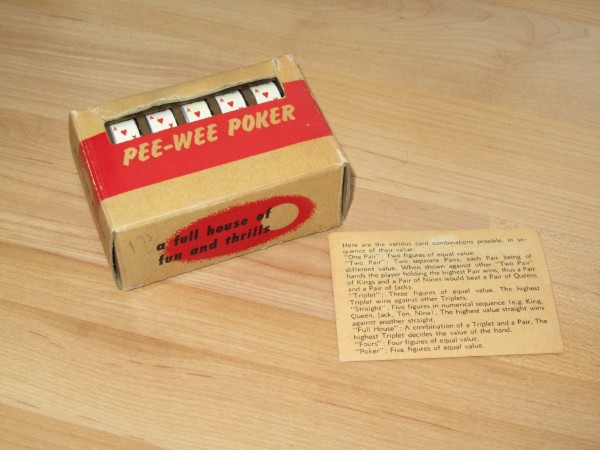 A A A A A
PEE-WEE POKER
a full house of
fun and thrills
Here are the various card combinations possible, in se-
quence of their value:
"One Pair": Two figures of equal value.
"Two Pair": Two separate Pairs, each Pair being of
different value. When shown against other "Two Pair"
hands the player holding the highest Pair wins, thus a Pair
of Kings and a Pair of Nines would beat a Pair of Queens
and a Pair of Jacks.
"Triplet": Three figures of equal value. The highest
Triplet wins against other Triplets.
"Straight": Five figures in numerical sequence (e.g. King,
Queen, Jack, Ten, Nine). The highest value straight wins
against another straight.
"Full House": A combination of a Triplet and a Pair. The
highest Triplet decides the value of the hand.
"Fours": Four figures of equal value.
"Poker": Five figures of equal value.